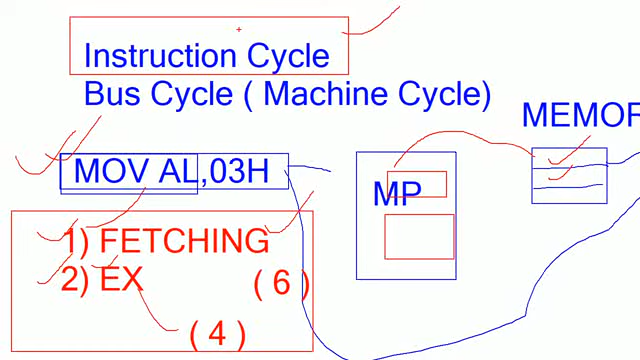 Instruction Cycle
Bus Cycle ( Machine Cycle)
MEMOR
MOV AL,03H
MP
1) FETCHING
2) EX
( 6 )
( 4 )